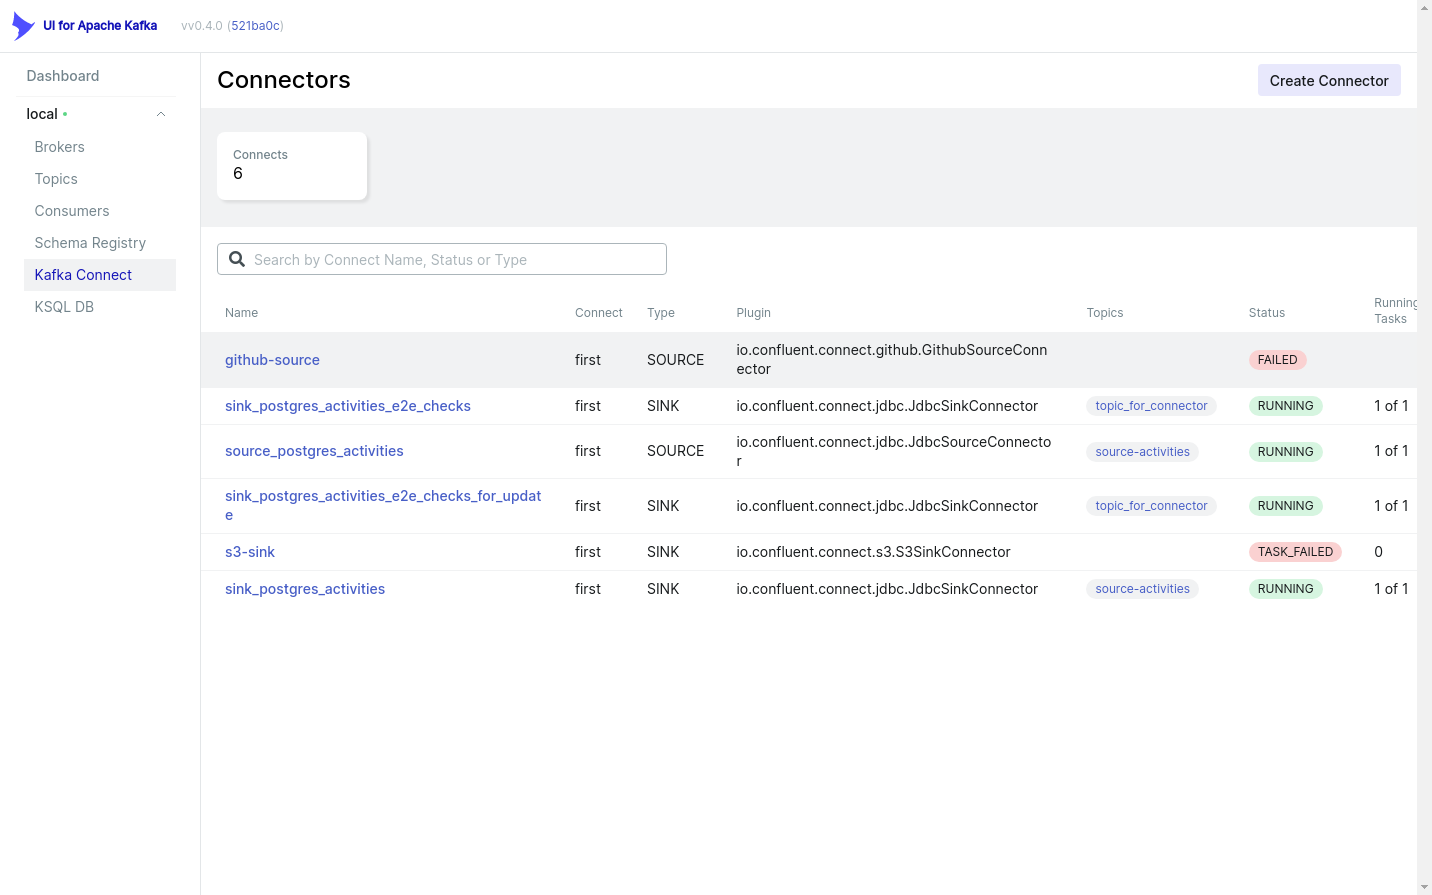 UI for Apache Kafka
vv0.4.0 (521ba0c)
Dashboard
local
Brokers
Topics
Consumers
Schema Registry
Kafka Connect
KSQL DB
Connectors
Create Connector
Connects
6
Search by Connect Name, Status or Type
Name Connect Type Plugin Topics Status Running
Tasks
github-source first SOURCE io.confluent.connect.github.GithubSourceConn
ector FAILED
sink_postgres_activities_e2e_checks first SINK io.confluent.connect.jdbc.JdbcSinkConnector topic_for_connector RUNNING 1 of 1
source_postgres_activities first SOURCE io.confluent.connect.jdbc.JdbcSourceConnecto
r source-activities RUNNING 1 of 1
sink_postgres_activities_e2e_checks_for_updat
e first SINK io.confluent.connect.jdbc.JdbcSinkConnector topic_for_connector RUNNING 1 of 1
s3-sink first SINK io.confluent.connect.s3.S3SinkConnector TASK_FAILED 0
sink_postgres_activities first SINK io.confluent.connect.jdbc.JdbcSinkConnector source-activities RUNNING 1 of 1